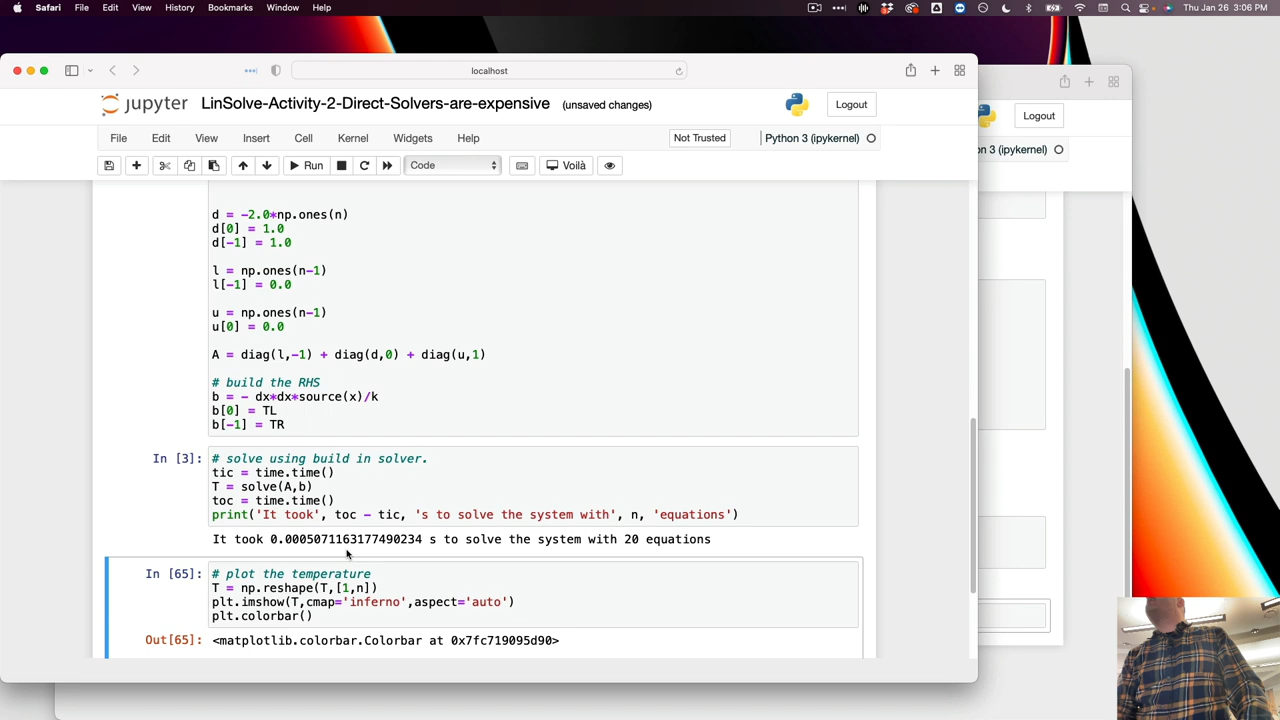 Safari File Edit View History Bookmarks Window Help Thu Jan 26 3:06 PM
localhost
jupyter LinSolve-Activity-2-Direct-Solvers-are-expensive (unsaved changes) Logout
Logout
File Edit View Insert Cell Kernel Widgets Help Not Trusted Python 3 (ipykernel)
n 3 (ipykernel)
Run Code Voilà
d = -2.0*np.ones(n)
d[0] = 1.0
d[-1] = 1.0
l = np.ones(n-1)
l[-1] = 0.0
u = np.ones(n-1)
u[0] = 0.0
A = diag(l,-1) + diag(d,0) + diag(u,1)
# build the RHS
b = - dx*dx*source(x)/k
b[0] = TL
b[-1] = TR
In [3]: # solve using build in solver.
tic = time.time()
T = solve(A,b)
toc = time.time()
print('It took', toc - tic, 's to solve the system with', n, 'equations')
It took 0.0005071163177490234 s to solve the system with 20 equations
In [65]: # plot the temperature
T = np.reshape(T,[1,n])
plt.imshow(T,cmap='inferno',aspect='auto')
plt.colorbar()
Out[65]: <matplotlib.colorbar.Colorbar at 0x7fc719095d90>